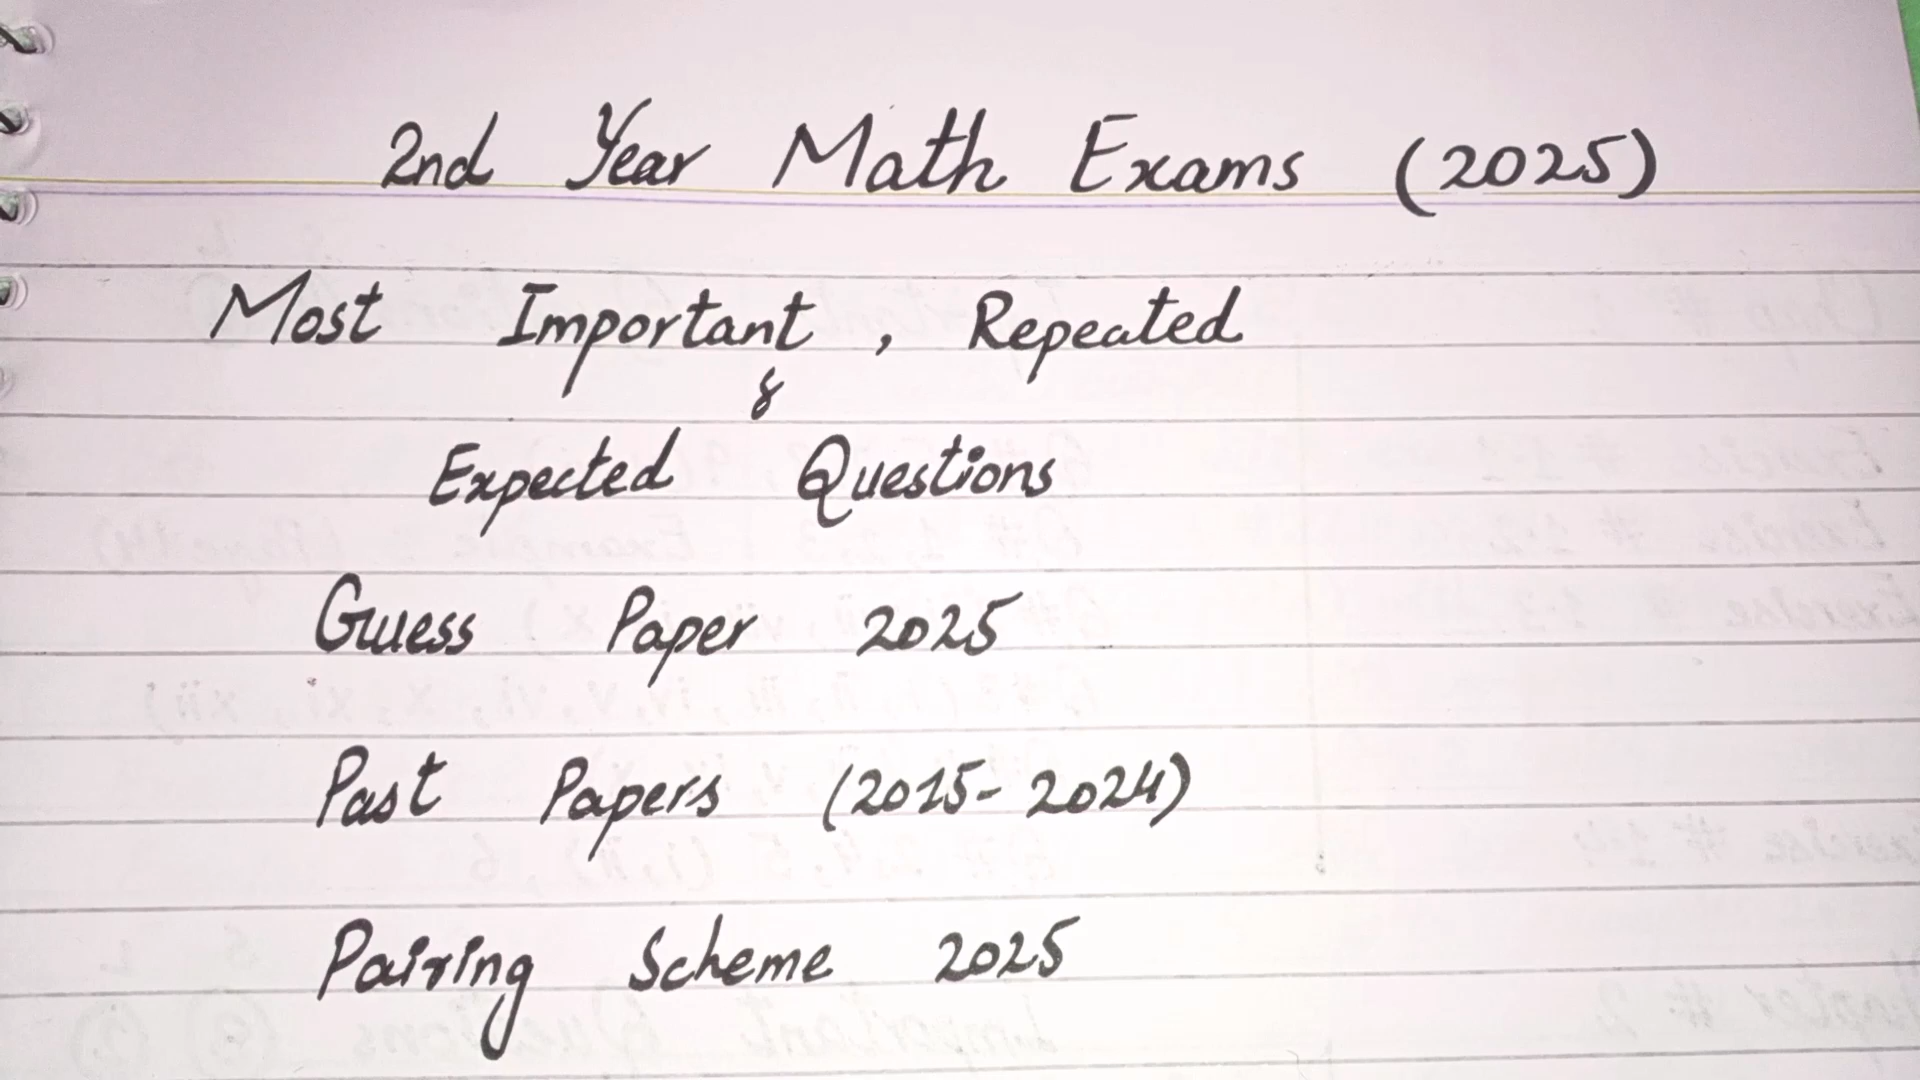 2nd Year Math Exams (2025)
Most Important, Repeated
&
Expected Questions
Guess Paper 2025
Past Papers (2015-2024)
Pairing Scheme 2025